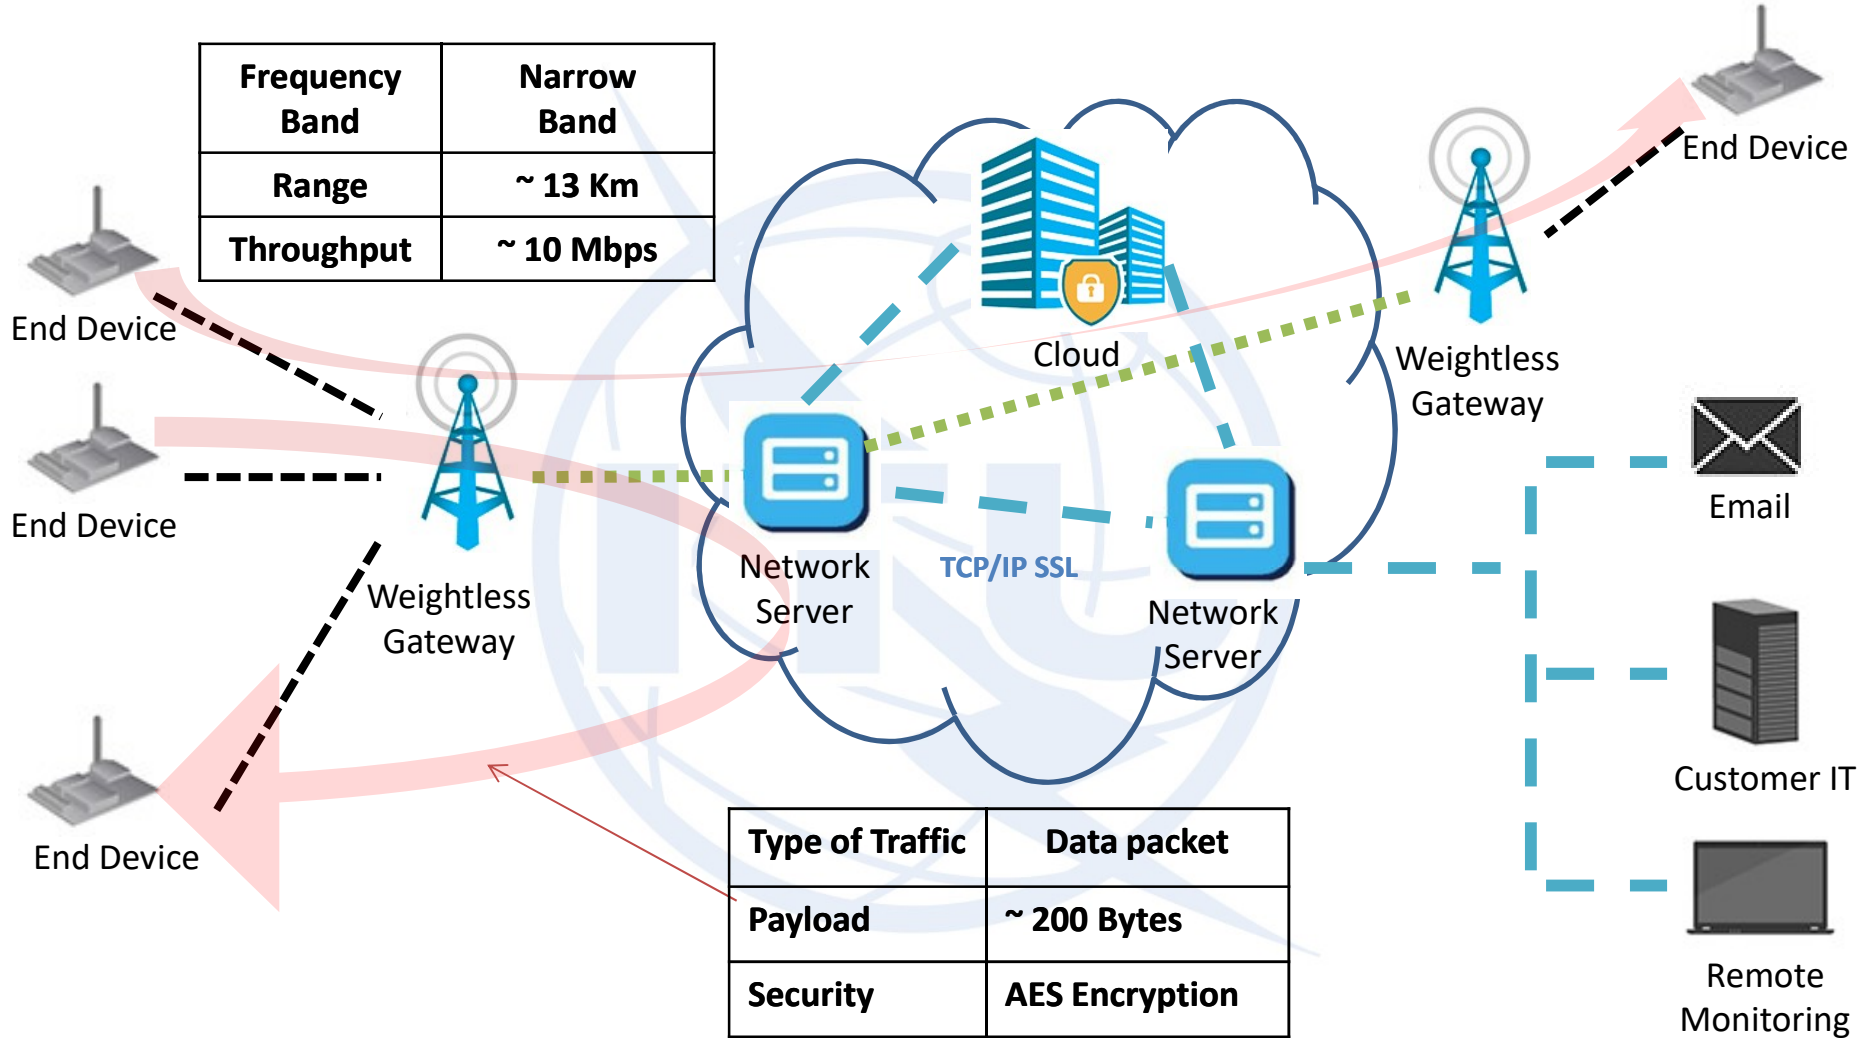 Frequency Band
Narrow Band
Range
~ 13 Km
Throughput
~ 10 Mbps
End Device
End Device
End Device
End Device
Weightless
Gateway
Weightless
Gateway
Cloud
Network
Server
TCP/IP SSL
Network
Server
Email
Customer IT
Remote
Monitoring
Type of Traffic
Data packet
Payload
~ 200 Bytes
Security
AES Encryption
ITU